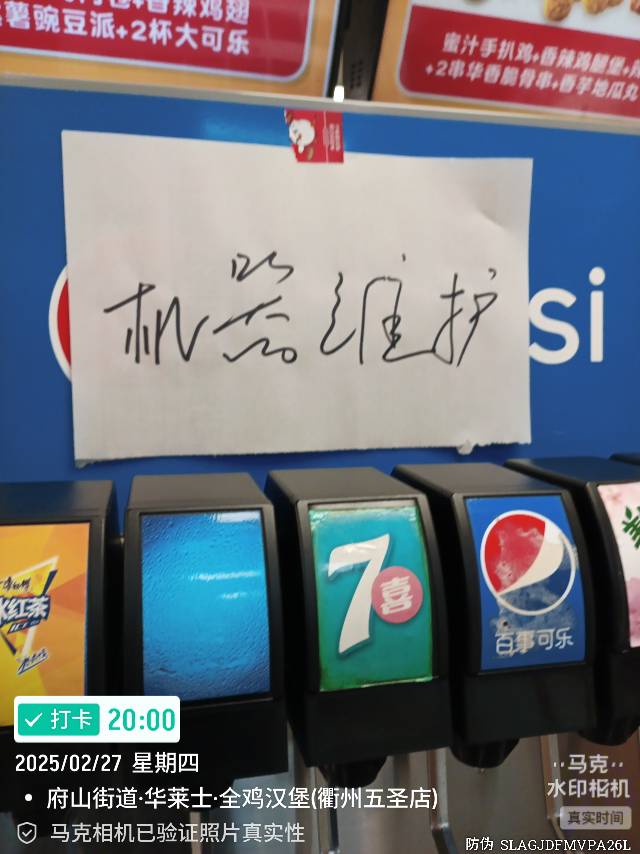 薯豌豆派+2杯大可乐
蜜汁手扒鸡+香辣鸡腿堡+
+2串华香脆骨串+香芋地瓜丸
机器维护
si
冰红茶
7喜
百事可乐
打卡 20:00
2025/02/27 星期四
府山街道·华莱士·全鸡汉堡(衢州五圣店)
马克相机已验证照片真实性
马克
水印相机
真实时间
防伪 SLAGJDFMVPA26L